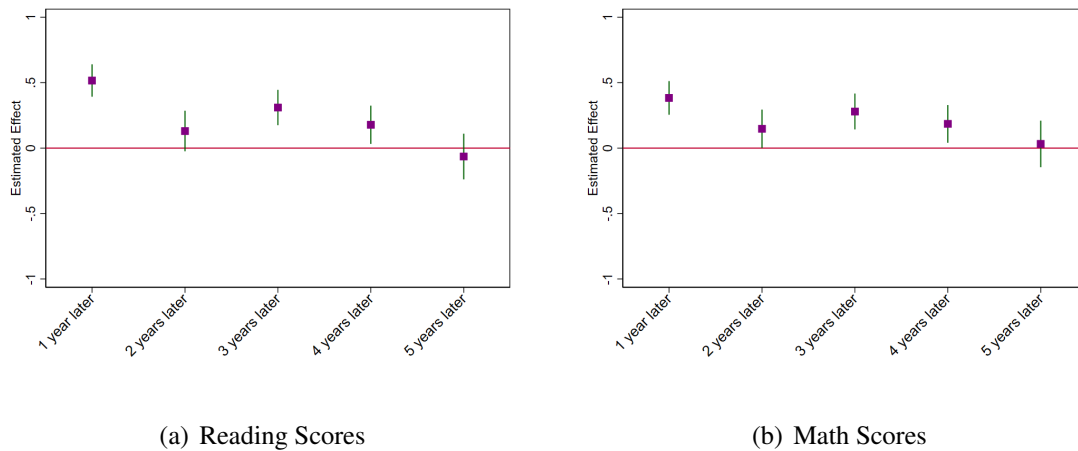 Estimated Effect
1
.5
0
-.5
-1
1 year later
2 years later
3 years later
4 years later
5 years later
(a) Reading Scores
Estimated Effect
1
.5
0
-.5
-1
1 year later
2 years later
3 years later
4 years later
5 years later
(b) Math Scores